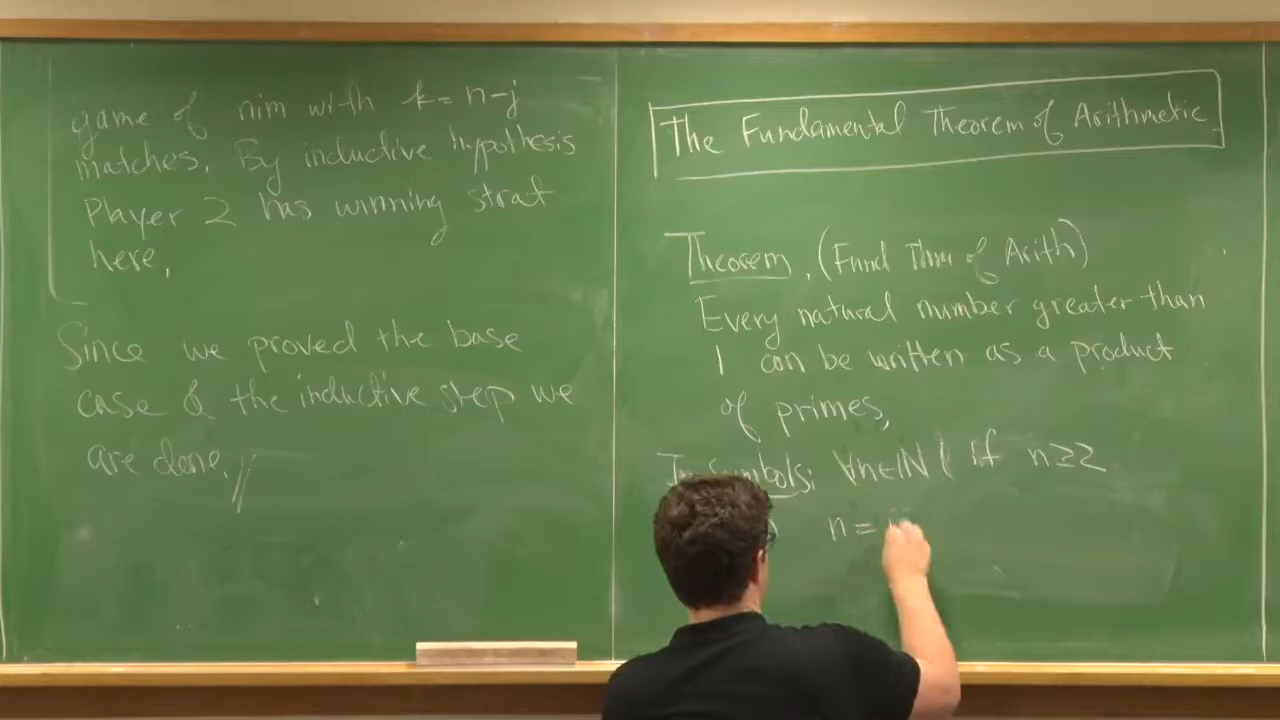 game of nim with k = n-j
matches. By inductive hypothesis
Player 2 has winning strat
here,
Since we proved the base
case & the inductive step we
are done. //
The Fundamental Theorem of Arithmetic
Theorem. (Fund Thm of Arith)
Every natural number greater than
1 can be written as a product
of primes,
∀n∈ℕ ( if n≥2
n =